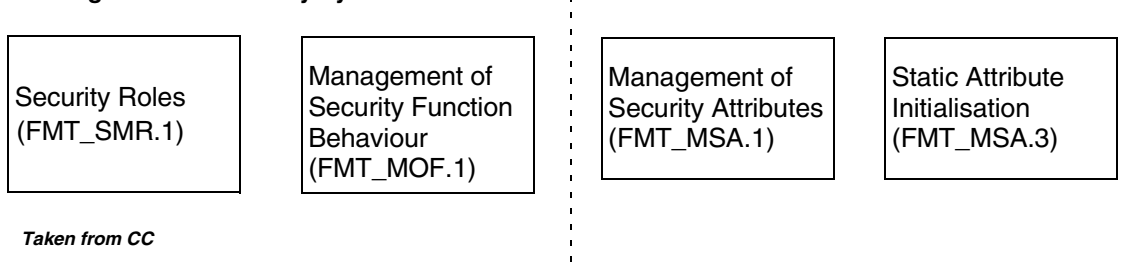 Security Roles
(FMT_SMR.1)
Management of
Security Function
Behaviour
(FMT_MOF.1)
Management of
Security Attributes
(FMT_MSA.1)
Static Attribute
Initialisation
(FMT_MSA.3)
Taken from CC